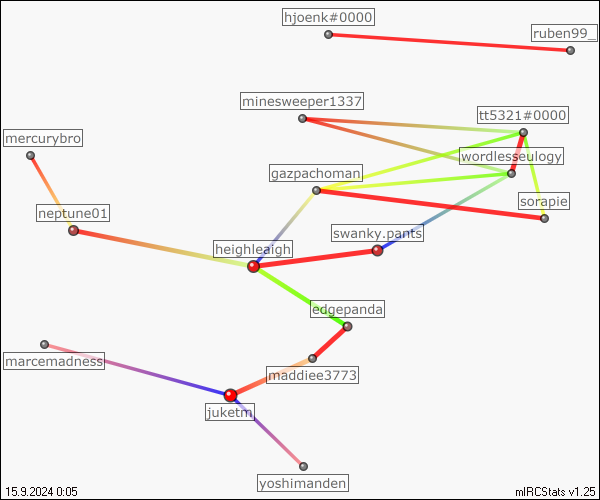 hjoenk#0000
ruben99_
minesweeper1337
tt5321#0000
mercurybro
wordlesseulogy
gazpachoman
sorapie
neptune01
swanky.pants
heighleaigh
edgepanda
marcemadness
maddiee3773
juketm_
yoshimanden
15.9.2024 0:05
mIRCStats v1.25